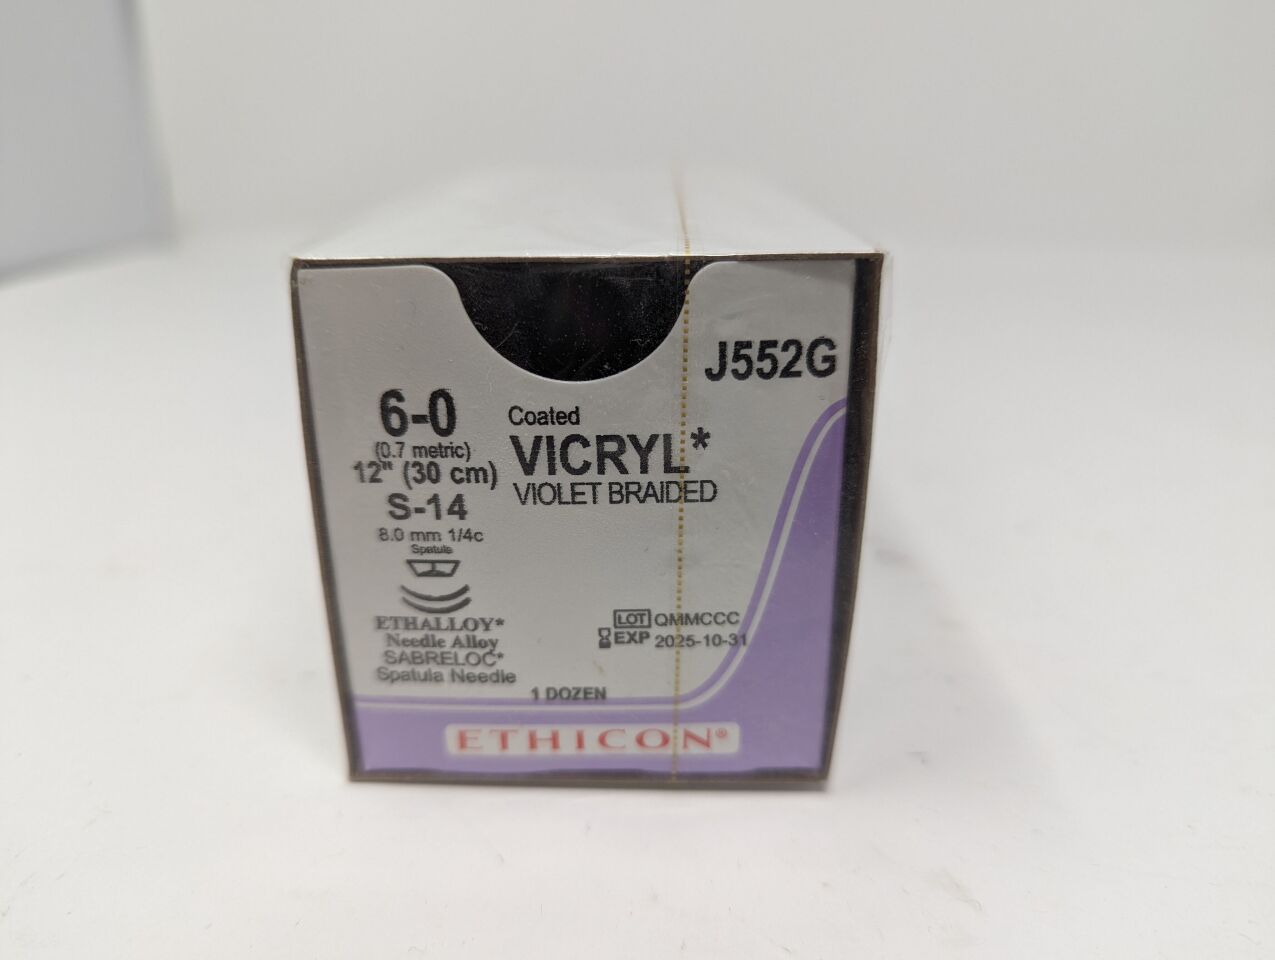 J552G
6-0
(0.7 metric)
12" (30 cm)
S-14
8.0 mm 1/4c
Spatula
Coated
VICRYL*
VIOLET BRAIDED
ETHALLOY*
Needle Alloy
SABRELOC*
Spatula Needle
LOT QMMCCC
EXP 2025-10-31
1 DOZEN
ETHICON®